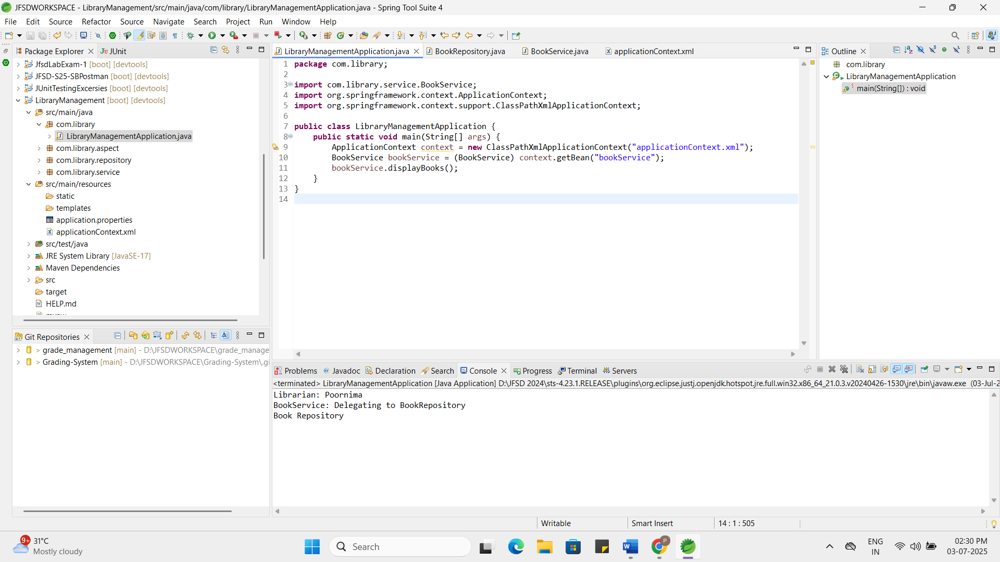 JFSDWORKSPACE - LibraryManagement/src/main/java/com/library/LibraryManagementApplication.java - Spring Tool Suite 4
File Edit Source Refactor Source Navigate Search Project Run Window Help
Package Explorer
JUnit
JfsdLabExam-1 [boot] [devtools]
JFSD-S25-SBPostman [boot] [devtools]
JUnitTestingExcersies [boot] [devtools]
LibraryManagement [boot] [devtools]
src/main/java
com.library
LibraryManagementApplication.java
com.library.aspect
com.library.repository
com.library.service
src/main/resources
static
templates
application.properties
applicationContext.xml
src/test/java
JRE System Library [JavaSE-17]
Maven Dependencies
src
target
HELP.md
Git Repositories
> grade_management [main] - D:\JFSDWORKSPACE\grade_manage
> Grading-System [main] - D:\JFSDWORKSPACE\Grading-System\.gi
LibraryManagementApplication.java BookRepository.java BookService.java applicationContext.xml
1 package com.library;
2
3 import com.library.service.BookService;
4 import org.springframework.context.ApplicationContext;
5 import org.springframework.context.support.ClassPathXmlApplicationContext;
6
7 public class LibraryManagementApplication {
8 public static void main(String[] args) {
9 ApplicationContext context = new ClassPathXmlApplicationContext("applicationContext.xml");
10 BookService bookService = (BookService) context.getBean("bookService");
11 bookService.displayBooks();
12 }
13 }
14
Outline
com.library
LibraryManagementApplication
main(String[]) : void
Problems Javadoc Declaration Search Console Progress Terminal Servers
<terminated> LibraryManagementApplication [Java Application] D:\JFSD 2024\sts-4.23.1.RELEASE\plugins\org.eclipse.justj.openjdk.hotspot.jre.full.win32.x86_64_21.0.3.v20240426-1530\jre\bin\javaw.exe (03-Jul-2
Librarian: Poornima
BookService: Delegating to BookRepository
Book Repository
Writable Smart Insert 14 : 1 : 505
9+
31°C
Mostly cloudy
Search
P
ENG
IN
02:30 PM
03-07-2025